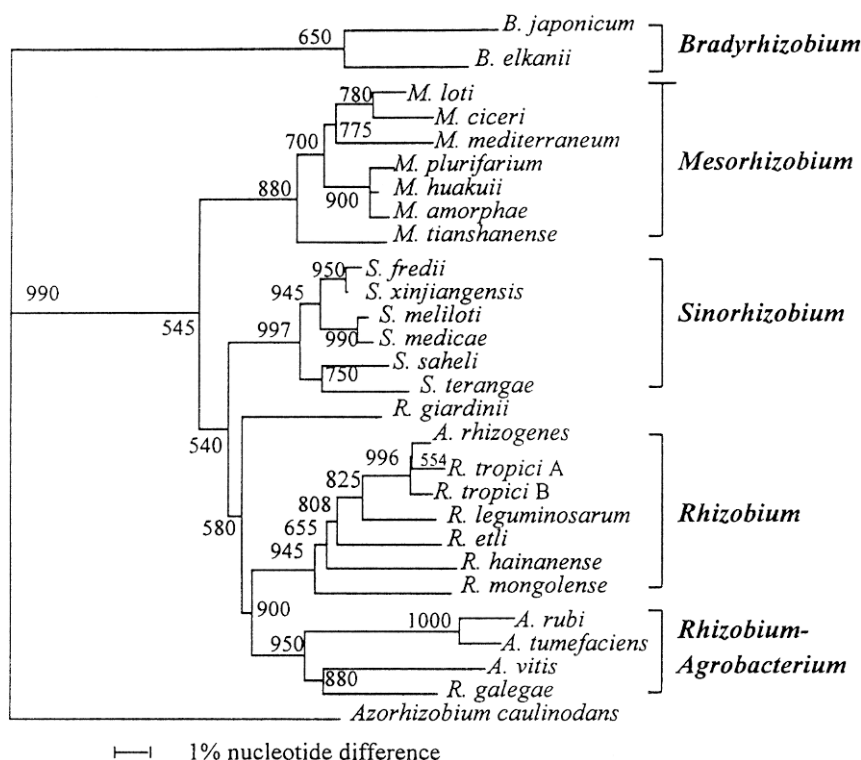 B. japonicum
650
Bradyrhizobium
B. elkanii
M. loti
780
M. ciceri
775
M. mediterraneum
700
M. plurifarium
Mesorhizobium
M. huakuii
880
900
M. amorphae
M. tianshanense
S. fredii
950
990
945
S. xinjiangensis
S. meliloti
Sinorhizobium
545
997
990
S. medicae
S. saheli
750
S. terangae
R. giardinii
540
A. rhizogenes
996
554
R. tropici A
825
R. tropici B
808
R. leguminosarum
Rhizobium
580
655
R. etli
945
R. hainanense
R. mongolense
900
1000
A. rubi
Rhizobium-
950
A. tumefaciens
Agrobacterium
A. vitis
880
R. galegae
Azorhizobium caulinodans
1% nucleotide difference